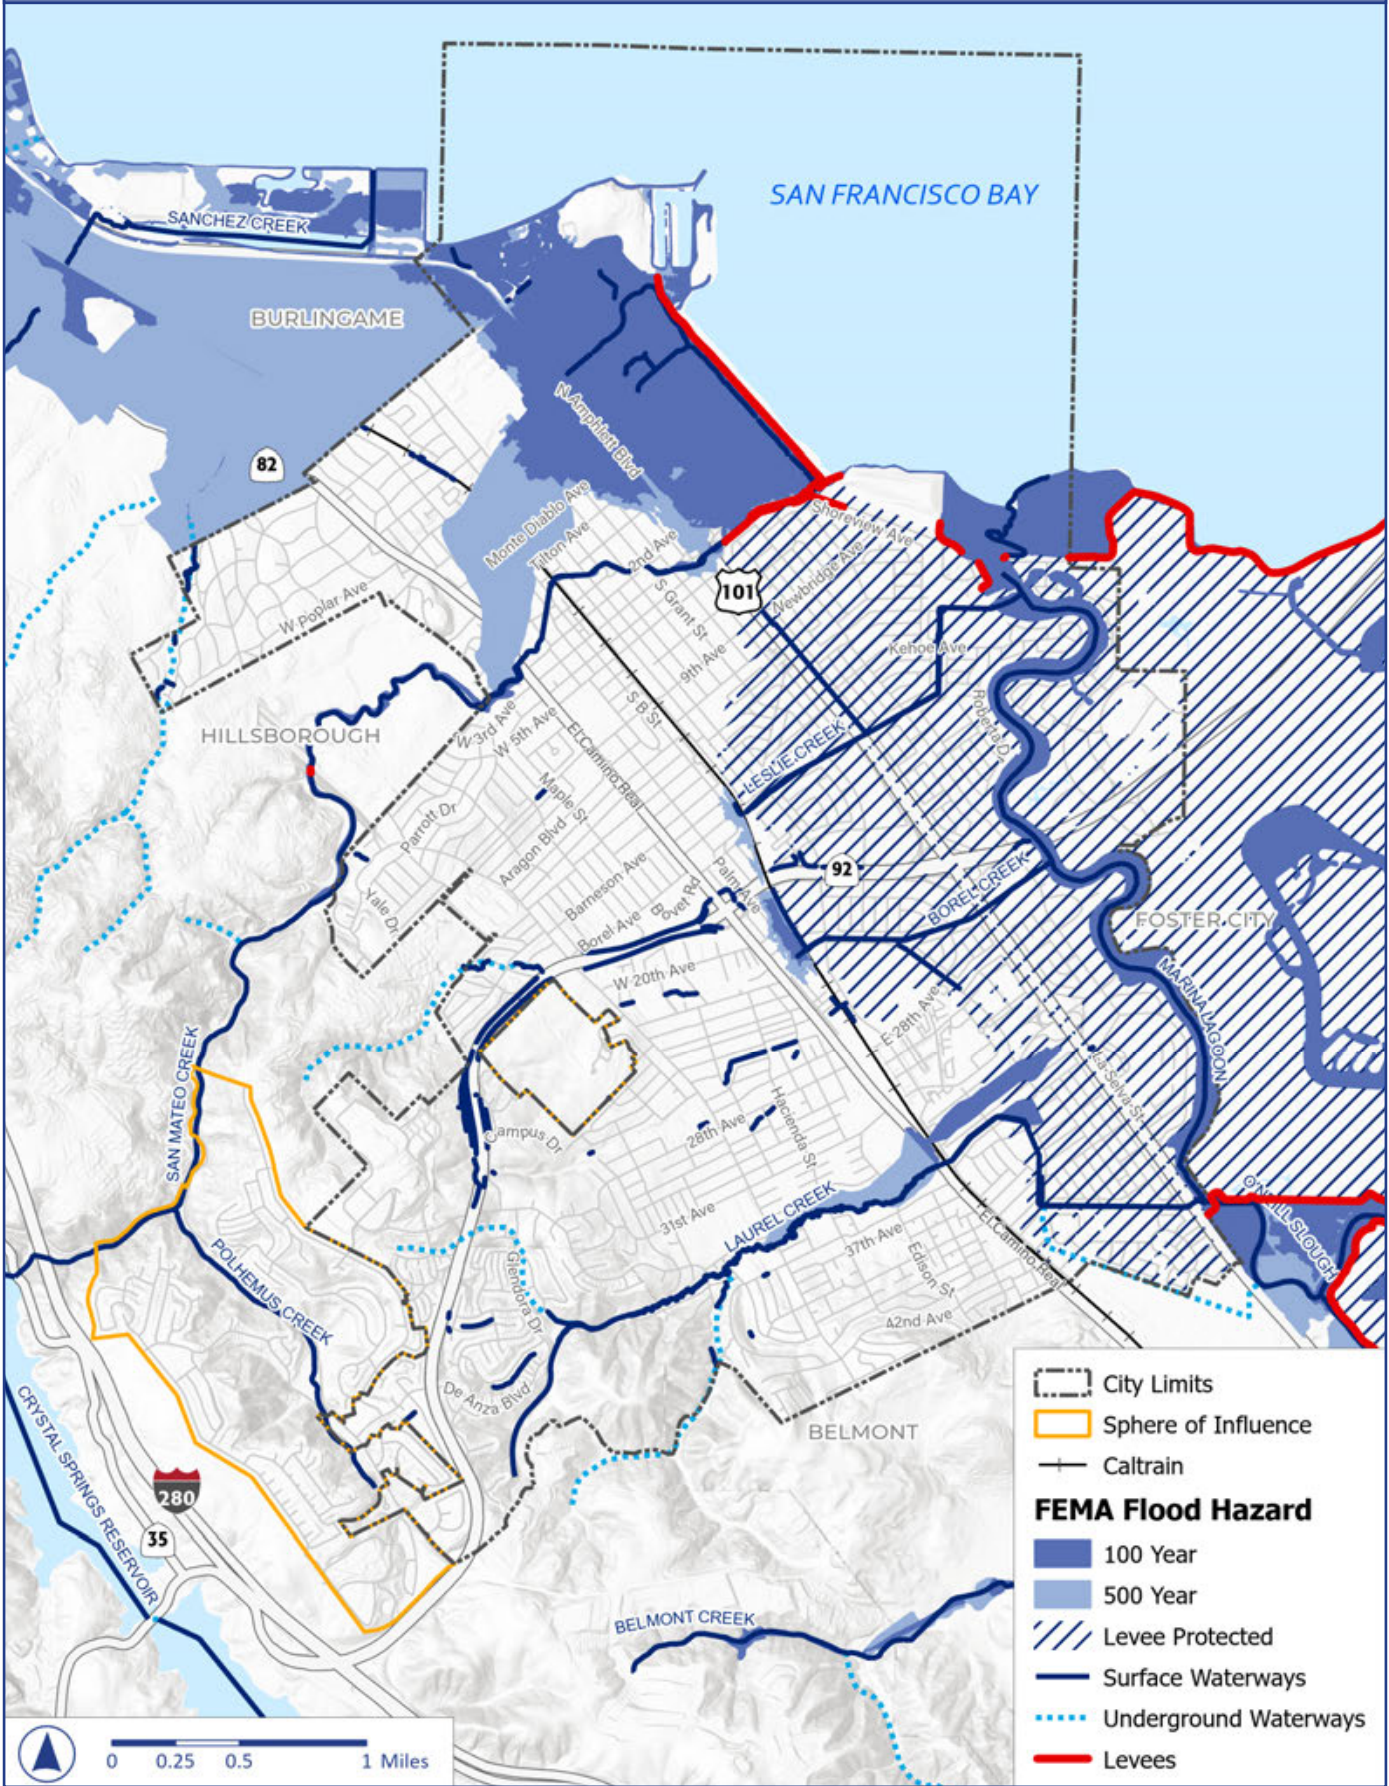 SAN FRANCISCO BAY
SANCHEZ CREEK
BURLINGAME
N Amphlett Blvd
82
Monte Diablo Ave
Tilton Ave
2nd Ave
Shoreview Ave
101
Newbridge Ave
W Poplar Ave
S Grant St
9th Ave
Kehoe Ave
HILLSBOROUGH
S B St
W 3rd Ave
W 5th Ave
El Camino Real
Roberta Dr
LESLIE CREEK
Maple St
Parrott Dr
Aragon Blvd
Barneson Ave
Palm Ave
92
Yale Dr
Bovet Rd
Borel Ave
BOREL CREEK
FOSTER CITY
W 20th Ave
MARINA LAGOON
E 28th Ave
SAN MATEO CREEK
La Selva St
Hacienda St
28th Ave
Campus Dr
31st Ave
LAUREL CREEK
O'NEILL SLOUGH
37th Ave
El Camino Real
Edison St
POLHEMUS CREEK
Glendora Dr
42nd Ave
De Anza Blvd
BELMONT
CRYSTAL SPRINGS RESERVOIR
280
35
BELMONT CREEK
City Limits
Sphere of Influence
Caltrain
FEMA Flood Hazard
100 Year
500 Year
Levee Protected
Surface Waterways
Underground Waterways
Levees
0 0.25 0.5 1 Miles